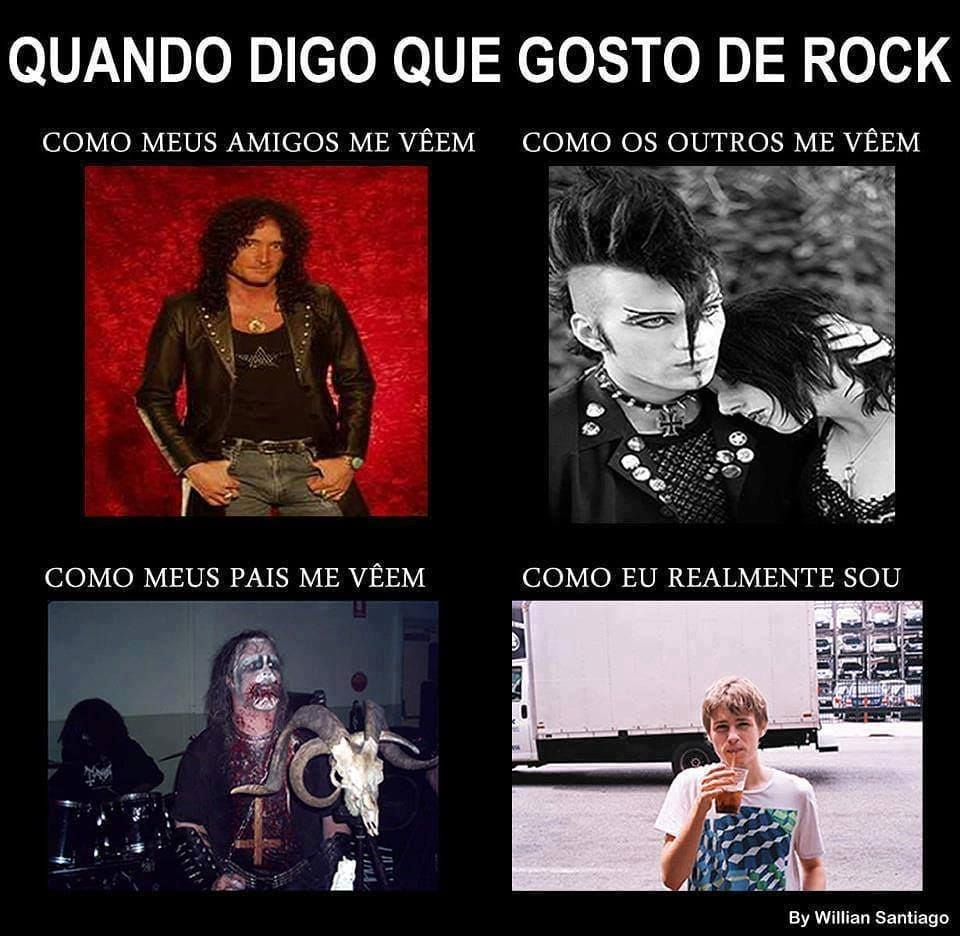 QUANDO DIGO QUE GOSTO DE ROCK
COMO MEUS AMIGOS ME VÊEM
COMO OS OUTROS ME VÊEM
COMO MEUS PAIS ME VÊEM
COMO EU REALMENTE SOU
By Willian Santiago